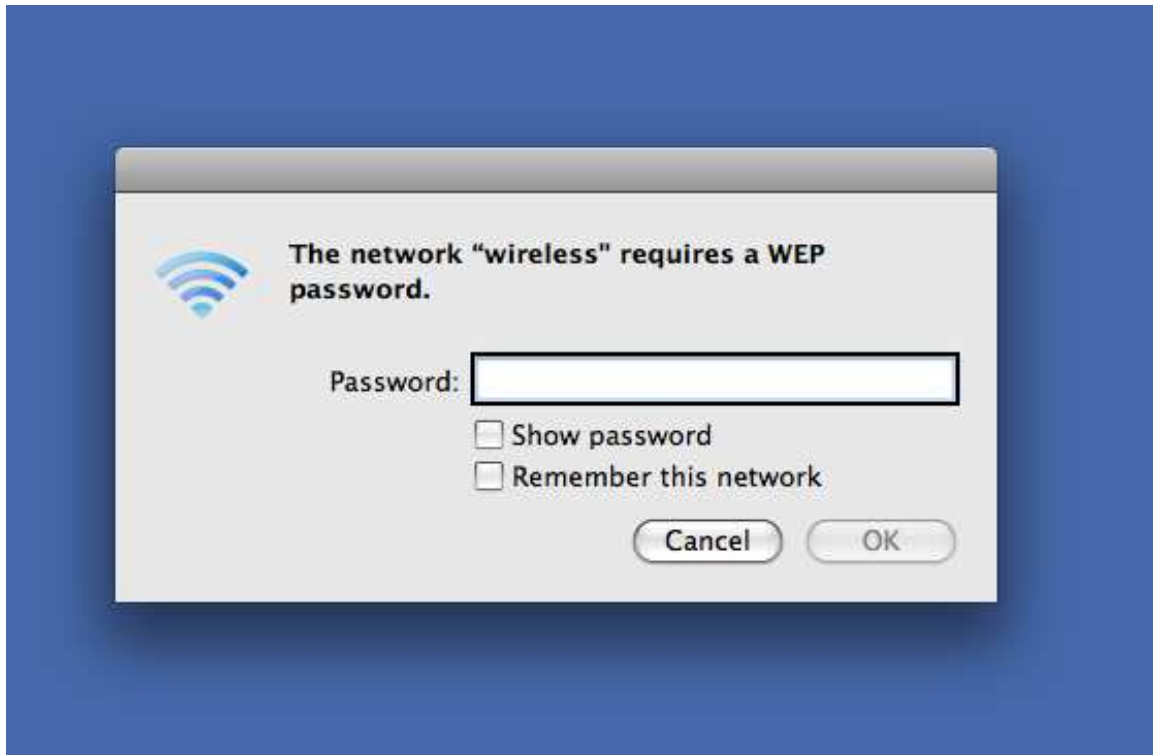 The network “wireless” requires a WEP
password.
Password:
Show password
Remember this network
Cancel OK